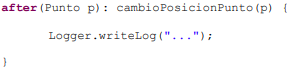 after(Punto p): cambioPosicionPunto(p) {
Logger.writeLog("...");
}